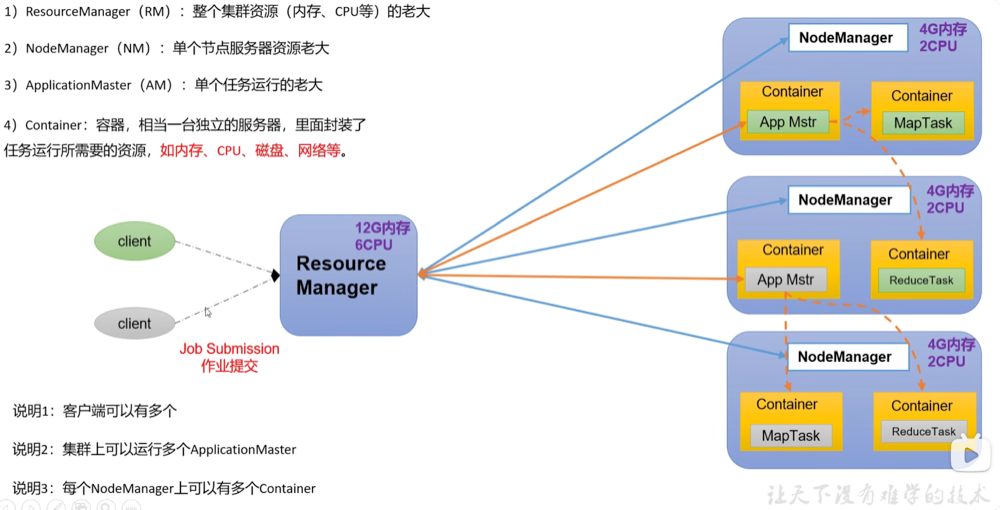 1）ResourceManager（RM）：整个集群资源（内存、CPU等）的老大
2）NodeManager（NM）：单个节点服务器资源老大
3）ApplicationMaster（AM）：单个任务运行的老大
4）Container：容器，相当一台独立的服务器，里面封装了
任务运行所需要的资源，如内存、CPU、磁盘、网络等。
client
client
Job Submission
作业提交
12G内存
6CPU
Resource
Manager
NodeManager
4G内存
2CPU
Container
App Mstr
Container
MapTask
NodeManager
4G内存
2CPU
Container
App Mstr
Container
ReduceTask
NodeManager
4G内存
2CPU
Container
MapTask
Container
ReduceTask
说明1：客户端可以有多个
说明2：集群上可以运行多个ApplicationMaster
说明3：每个NodeManager上可以有多个Container
让天下没有难学的技术